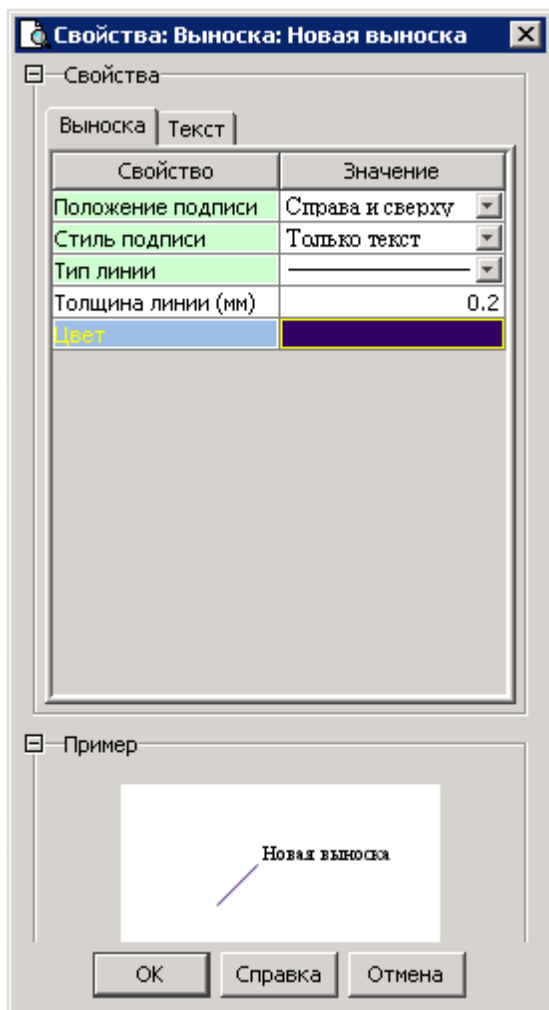 Свойства: Выноска: Новая выноска
Свойства
Выноска Текст
Свойство Значение
Положение подписи Справа и сверху
Стиль подписи Только текст
Тип линии
Толщина линии (мм) 0.2
Цвет
Пример
Новая выноска
OK Справка Отмена